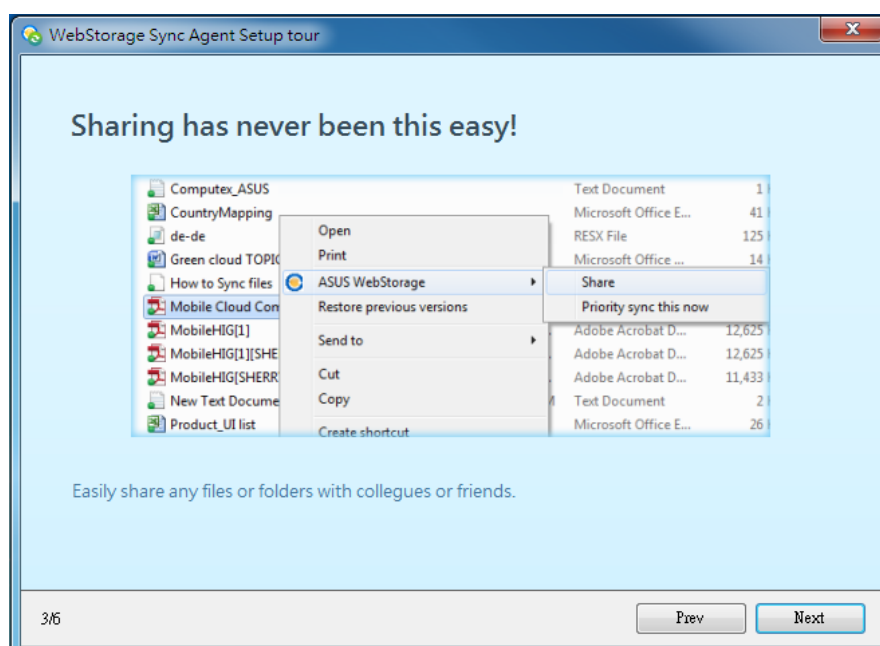 WebStorage Sync Agent Setup tour
Sharing has never been this easy!
Computex_ASUS Text Document 1
CountryMapping Microsoft Office E... 41
de-de RESX File 125
Green cloud TOPIC Microsoft Office ... 14
How to Sync files
Mobile Cloud Com
MobileHIG[1] Adobe Acrobat D... 12,625
MobileHIG[1][SHE Adobe Acrobat D... 12,625
MobileHIG[SHERR Adobe Acrobat D... 11,433
New Text Docume Text Document 2
Product_UI list Microsoft Office E... 26
Open
Print
ASUS WebStorage
Restore previous versions
Send to
Cut
Copy
Create shortcut
Share
Priority sync this now
Easily share any files or folders with collegues or friends.
3/6
Prev
Next